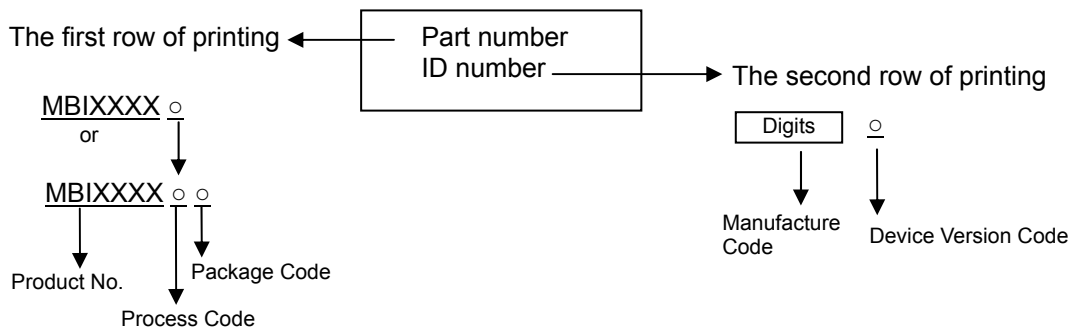 The first row of printing
Part number
ID number
The second row of printing
MBIXXXX ○
or
MBIXXXX ○ ○
Product No.
Package Code
Process Code
Digits ○
Manufacture
Code
Device Version Code